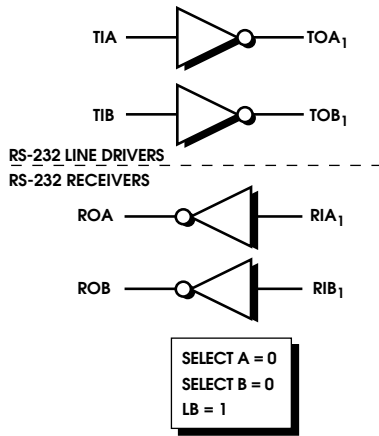 TIA TOA1
TIB TOB1
RS-232 LINE DRIVERS
RS-232 RECEIVERS
ROA RIA1
ROB RIB1
SELECT A = 0
SELECT B = 0
LB = 1